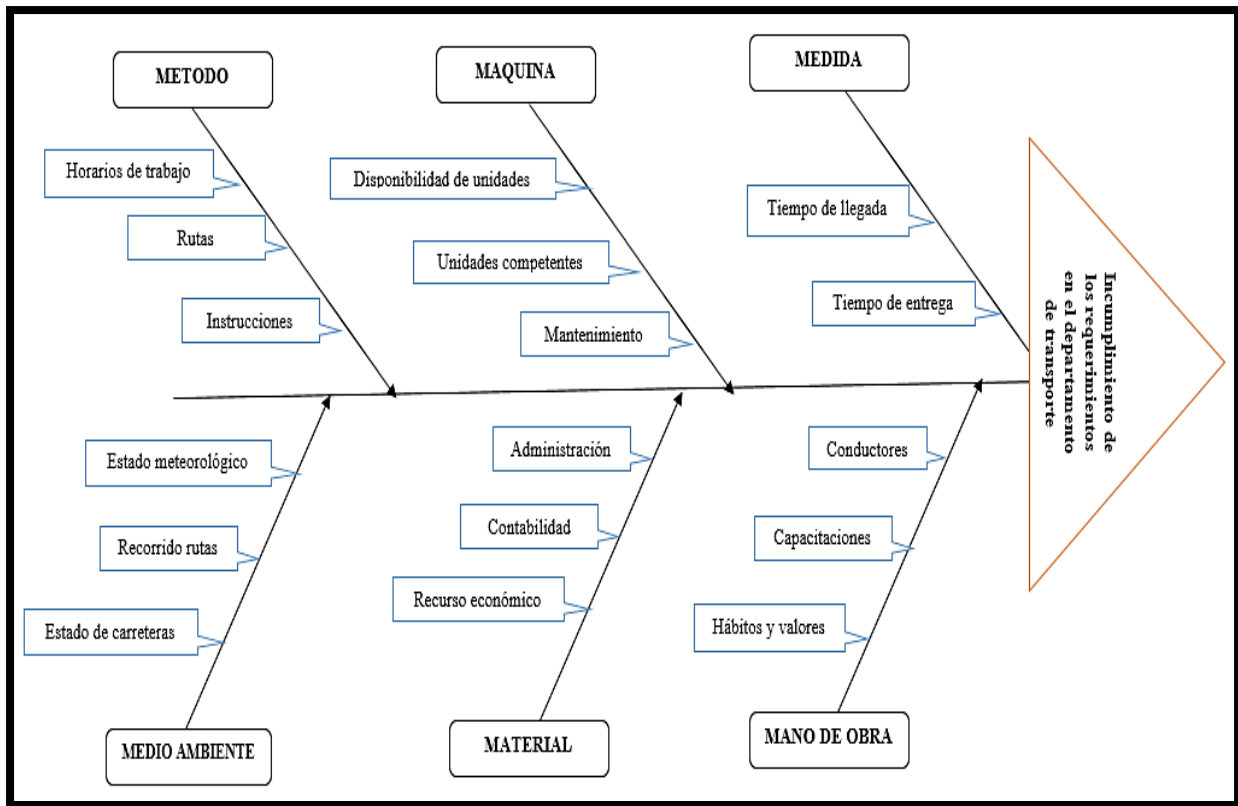 METODO
MAQUINA
MEDIDA
Horarios de trabajo
Rutas
Instrucciones
Disponibilidad de unidades
Unidades competentes
Mantenimiento
Tiempo de llegada
Tiempo de entrega
Incumplimiento de
los requerimientos
en el departamento
de transporte
Estado meteorológico
Recorrido rutas
Estado de carreteras
Administración
Contabilidad
Recurso económico
Conductores
Capacitaciones
Hábitos y valores
MEDIO AMBIENTE
MATERIAL
MANO DE OBRA